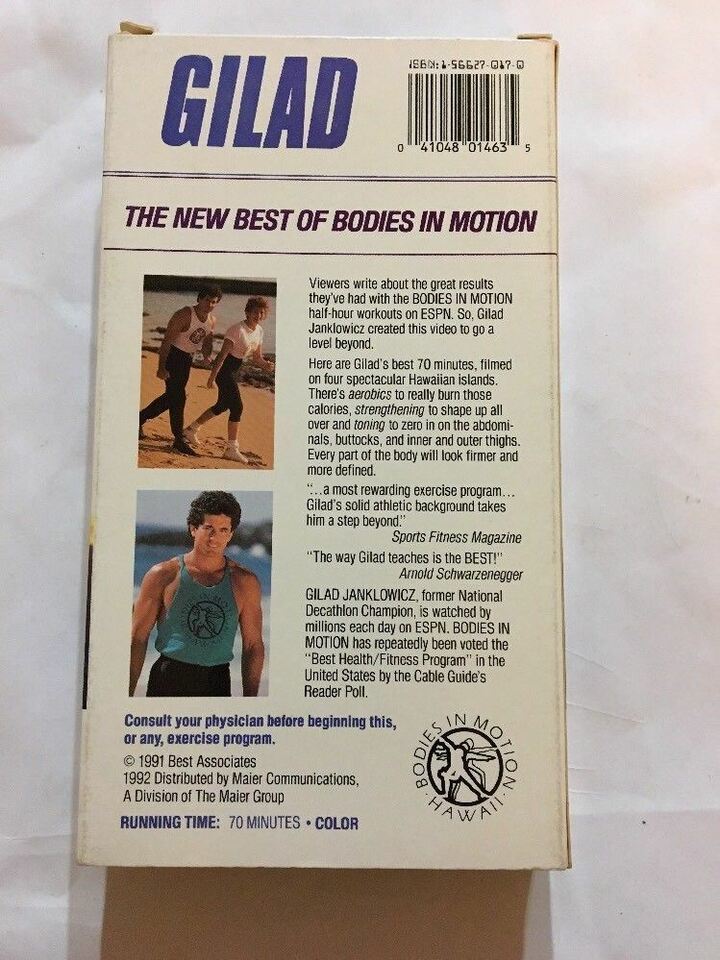 GILAD
ISBN: 1-56627-017-0
0 41048 01463 5
THE NEW BEST OF BODIES IN MOTION
Viewers write about the great results
they've had with the BODIES IN MOTION
half-hour workouts on ESPN. So, Gilad
Janklowicz created this video to go a
level beyond.
Here are Gilad's best 70 minutes, filmed
on four spectacular Hawaiian islands.
There's aerobics to really burn those
calories, strengthening to shape up all
over and toning to zero in on the abdomi-
nals, buttocks, and inner and outer thighs.
Every part of the body will look firmer and
more defined.
"...a most rewarding exercise program...
Gilad's solid athletic background takes
him a step beyond."
Sports Fitness Magazine
"The way Gilad teaches is the BEST!"
Arnold Schwarzenegger
GILAD JANKLOWICZ, former National
Decathlon Champion, is watched by
millions each day on ESPN. BODIES IN
MOTION has repeatedly been voted the
"Best Health/Fitness Program" in the
United States by the Cable Guide's
Reader Poll.
BODIES IN MOTION
HAWAII
Consult your physician before beginning this,
or any, exercise program.
© 1991 Best Associates
1992 Distributed by Maier Communications,
A Division of The Maier Group
RUNNING TIME: 70 MINUTES • COLOR
BODIES IN MOTION
· HAWAII ·